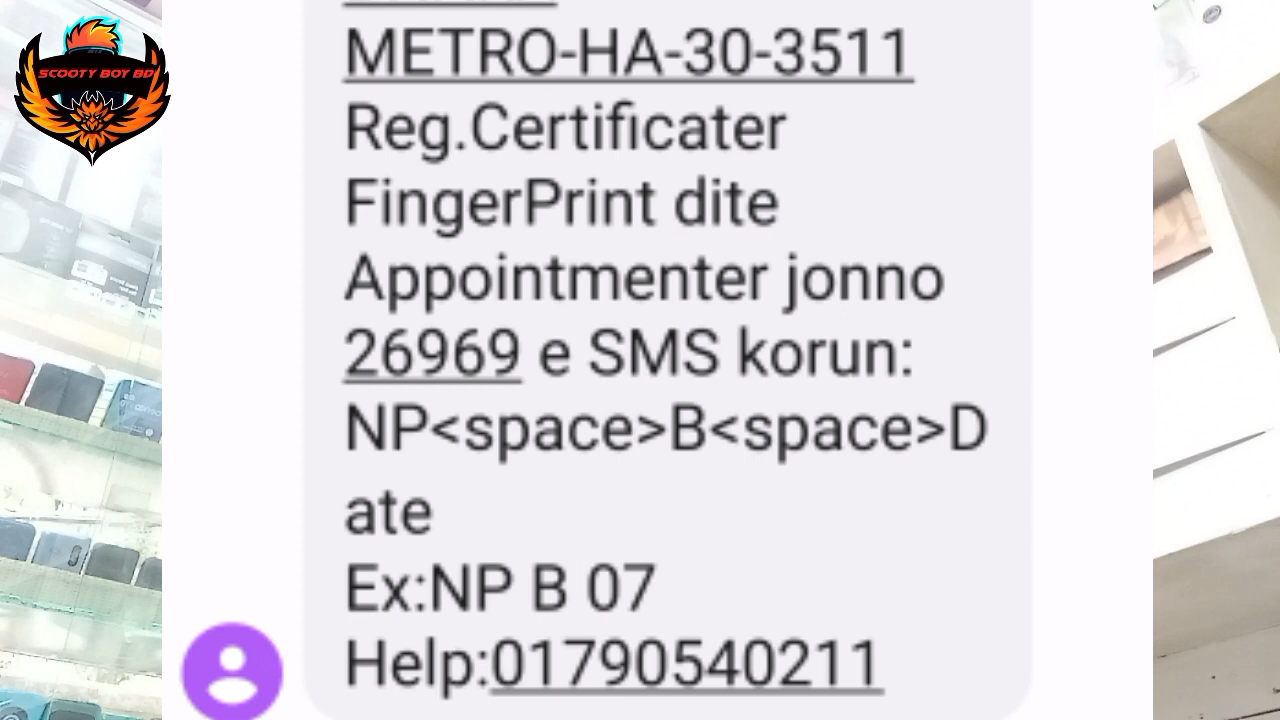 SCOOTY BOY BD
METRO-HA-30-3511
Reg.Certificater
FingerPrint dite
Appointmenter jonno
26969 e SMS korun:
NP<space>B<space>D
ate
Ex:NP B 07
Help:01790540211